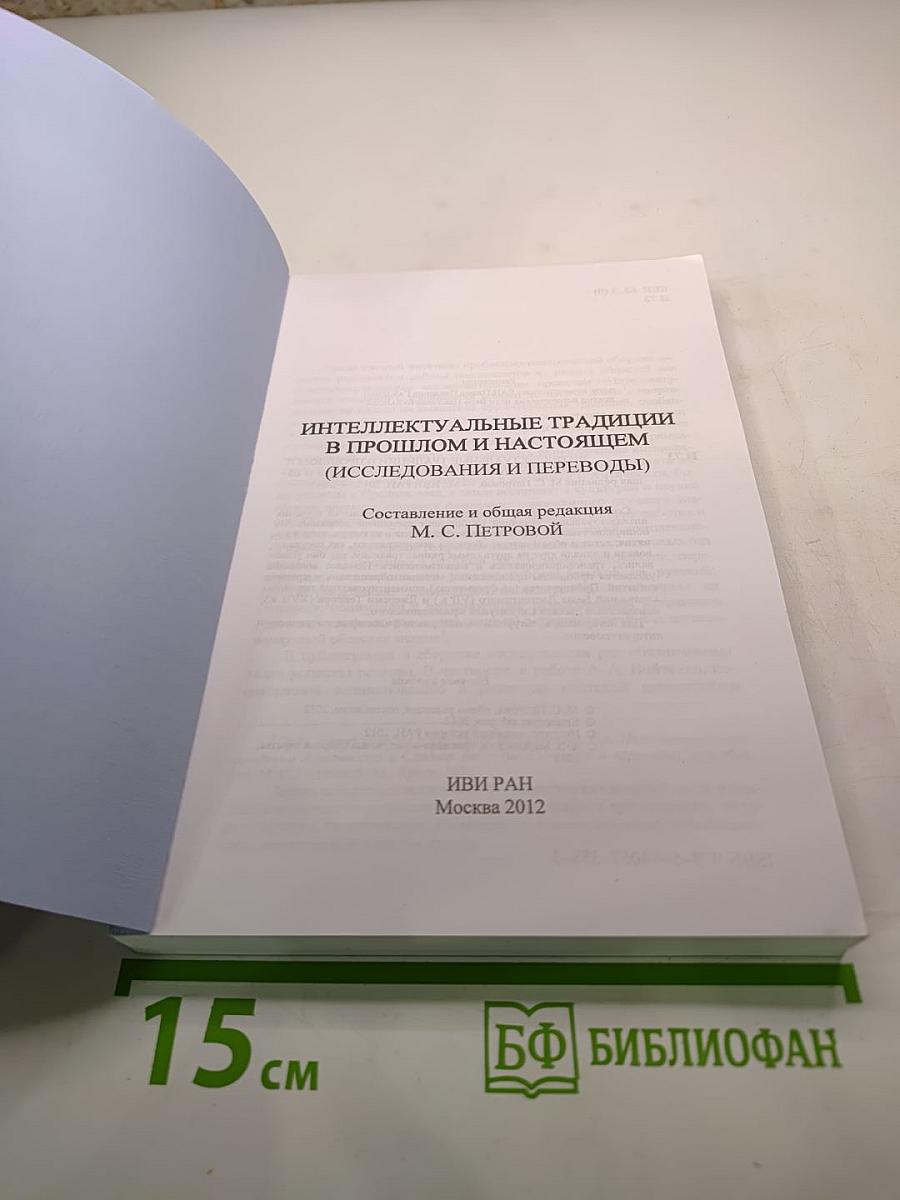 ИНТЕЛЛЕКТУАЛЬНЫЕ ТРАДИЦИИ
В ПРОШЛОМ И НАСТОЯЩЕМ
(ИССЛЕДОВАНИЯ И ПЕРЕВОДЫ)
Составление и общая редакция
М. С. ПЕТРОВОЙ
ИВИ РАН
Москва 2012
15 см
БФ БИБЛИОФАН